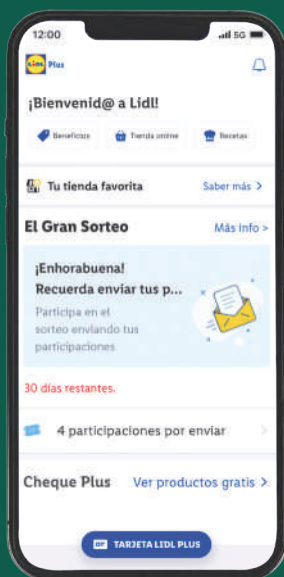 12:00 5G
LIDL Plus
¡Bienvenid@ a Lidl!
Beneficios Tienda online Recetas
Tu tienda favorita Saber más >
El Gran Sorteo Más info >
¡Enhorabuena!
Recuerda enviar tus p...
Participa en el
sorteo enviando tus
participaciones
30 días restantes.
4 participaciones por enviar >
Cheque Plus Ver productos gratis >
TARJETA LIDL PLUS